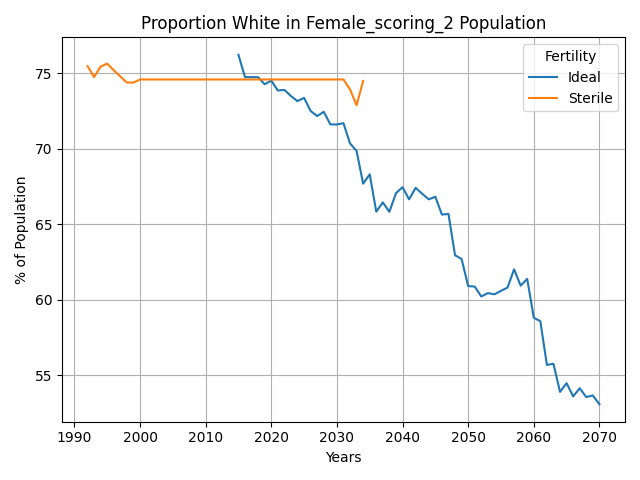 Proportion White in Female_scoring_2 Population
Fertility
Ideal
Sterile
% of Population
75
70
65
60
55
1990 2000 2010 2020 2030 2040 2050 2060 2070
Years